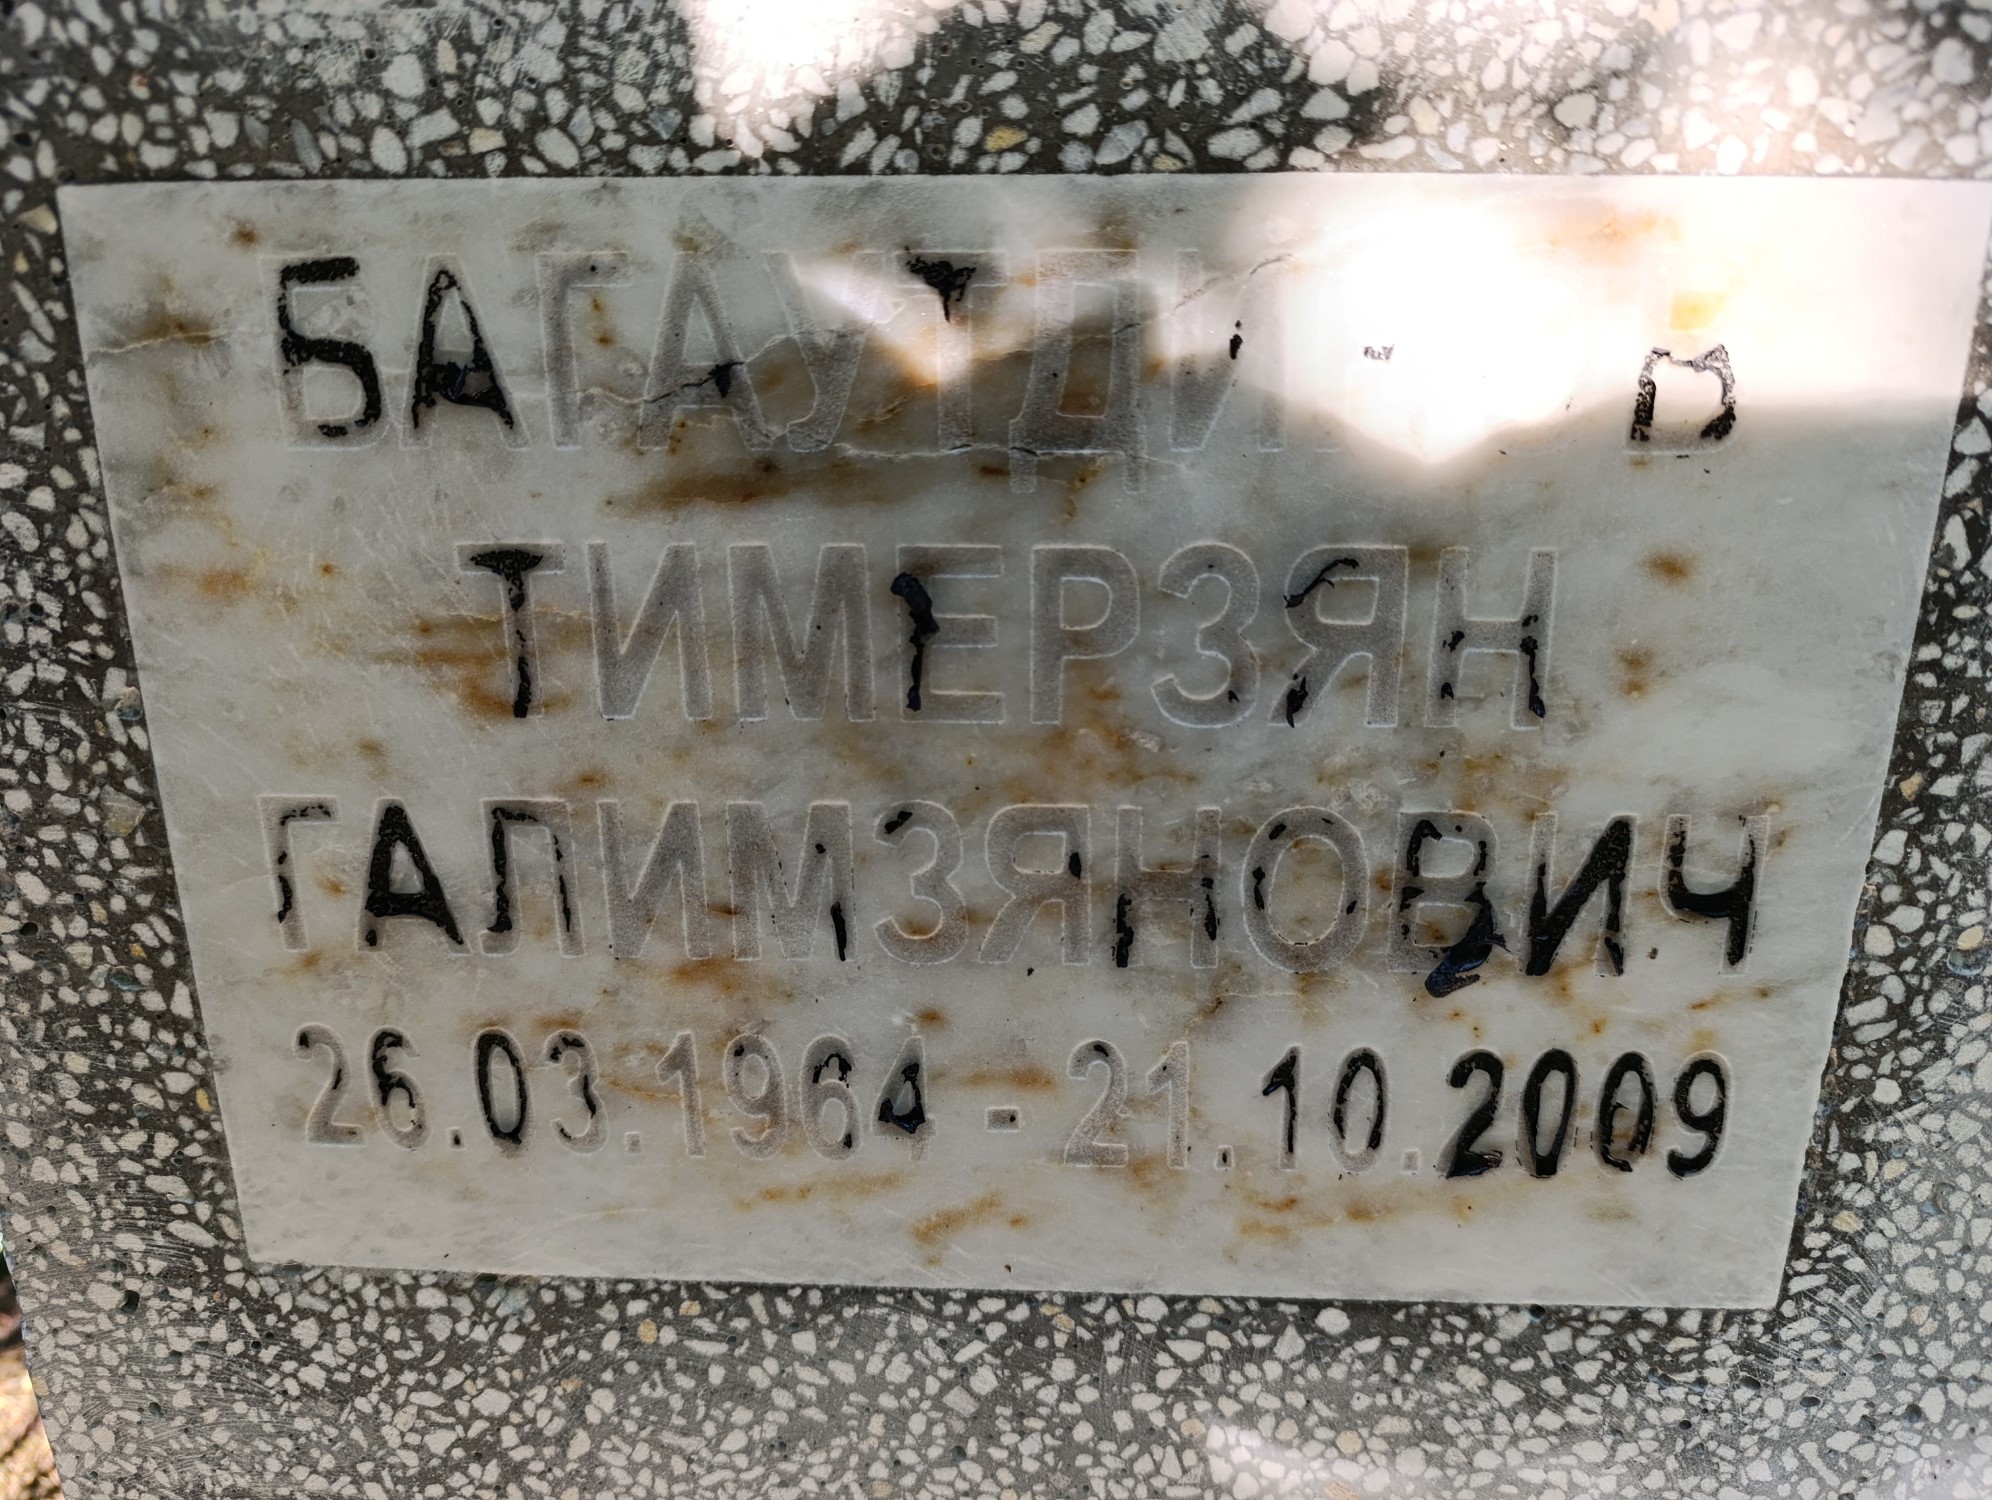 БАГАУТДИНОВ
ТИМЕРЗЯН
ГАЛИМЗЯНОВИЧ
26.03.1964 - 21.10.2009